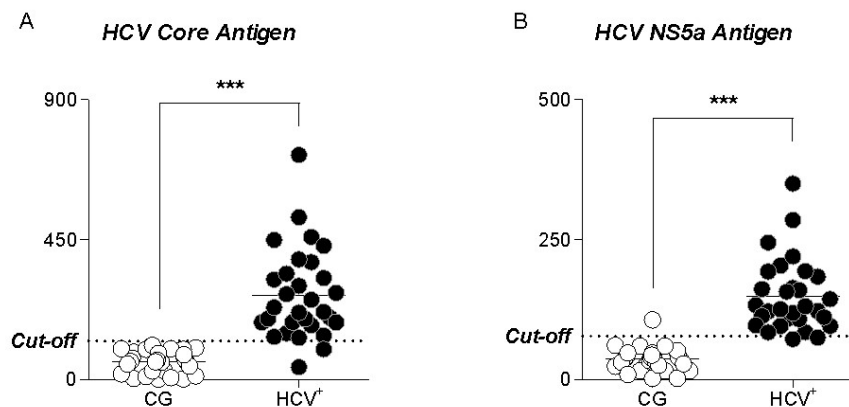 A
HCV Core Antigen
***
900
450
Cut-off
0
CG
HCV+
B
HCV NS5a Antigen
***
500
250
Cut-off
0
CG
HCV+